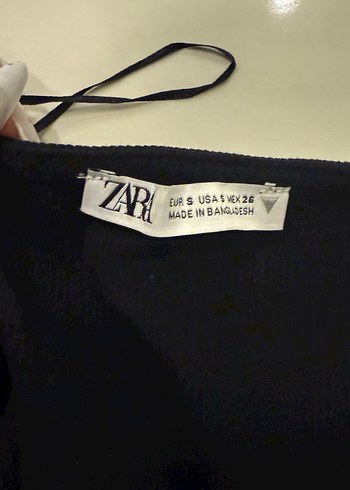 ZARA
EUR S USA S MEX 26
MADE IN BANGLADESH